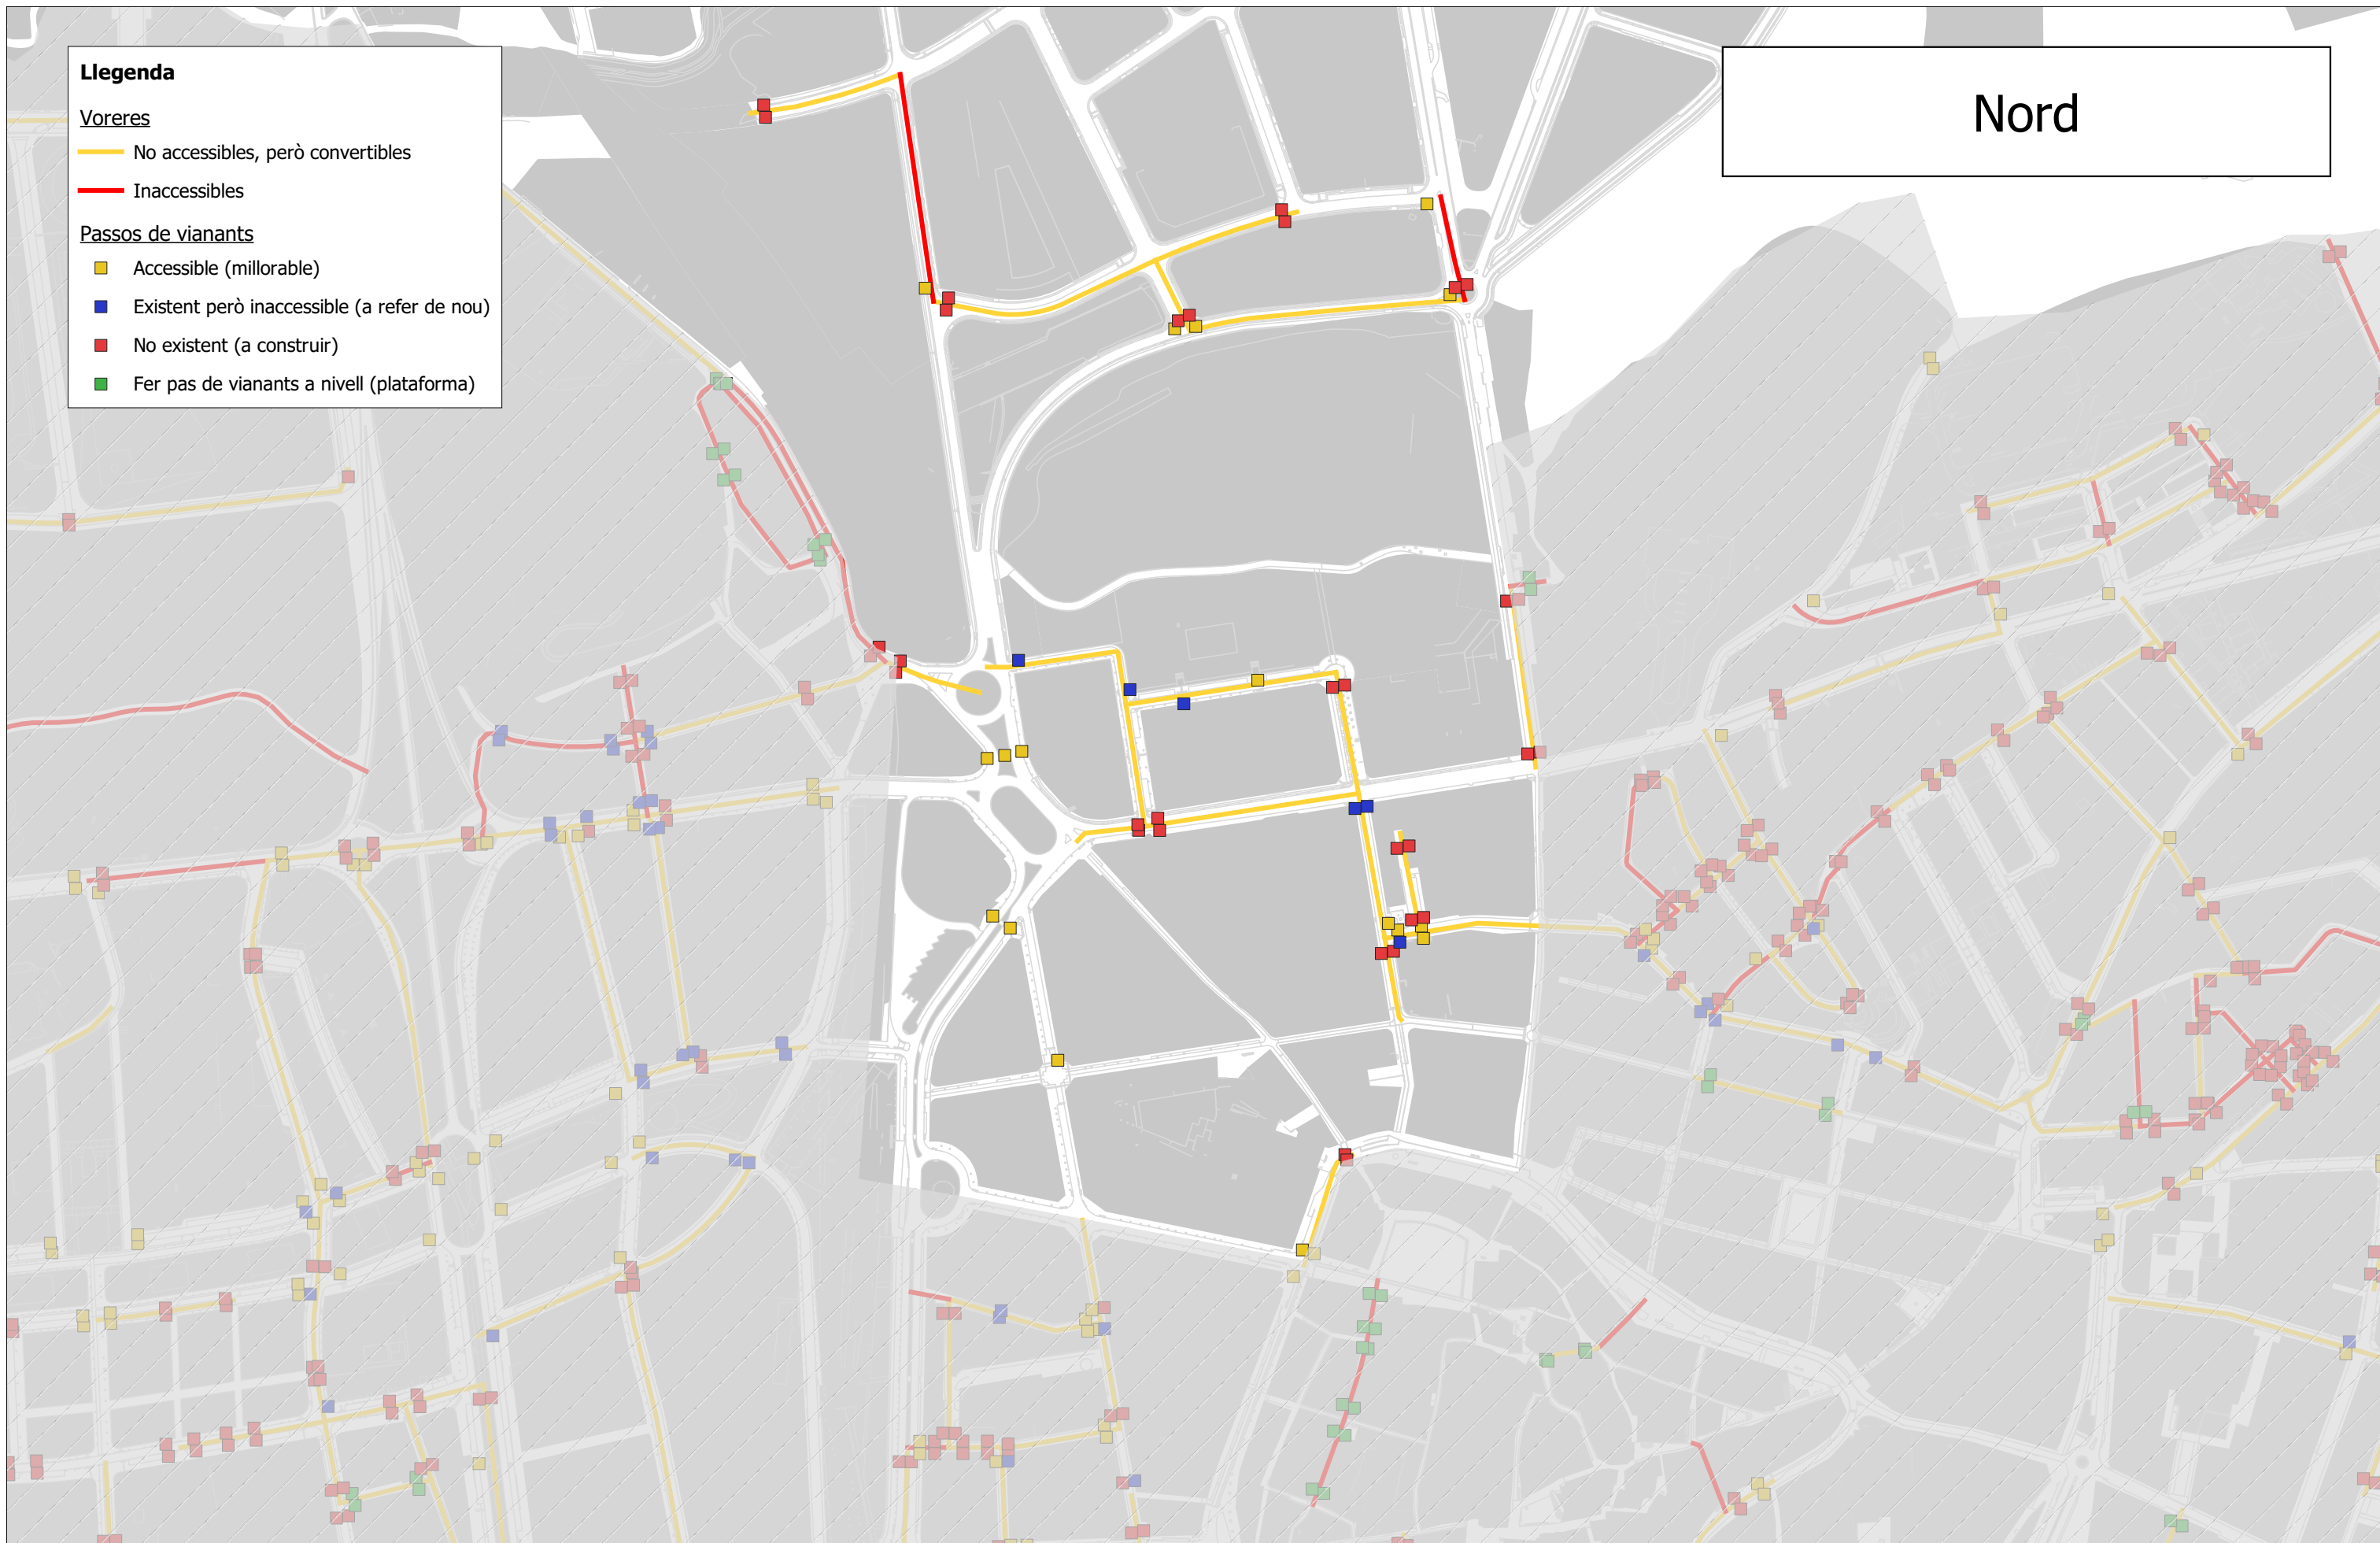 Llegenda
Voreres
No accessibles, però convertibles
Inaccessibles
Passos de vianants
Accessible (millorable)
Existent però inaccessible (a refer de nou)
No existent (a construir)
Fer pas de vianants a nivell (plataforma)
Nord